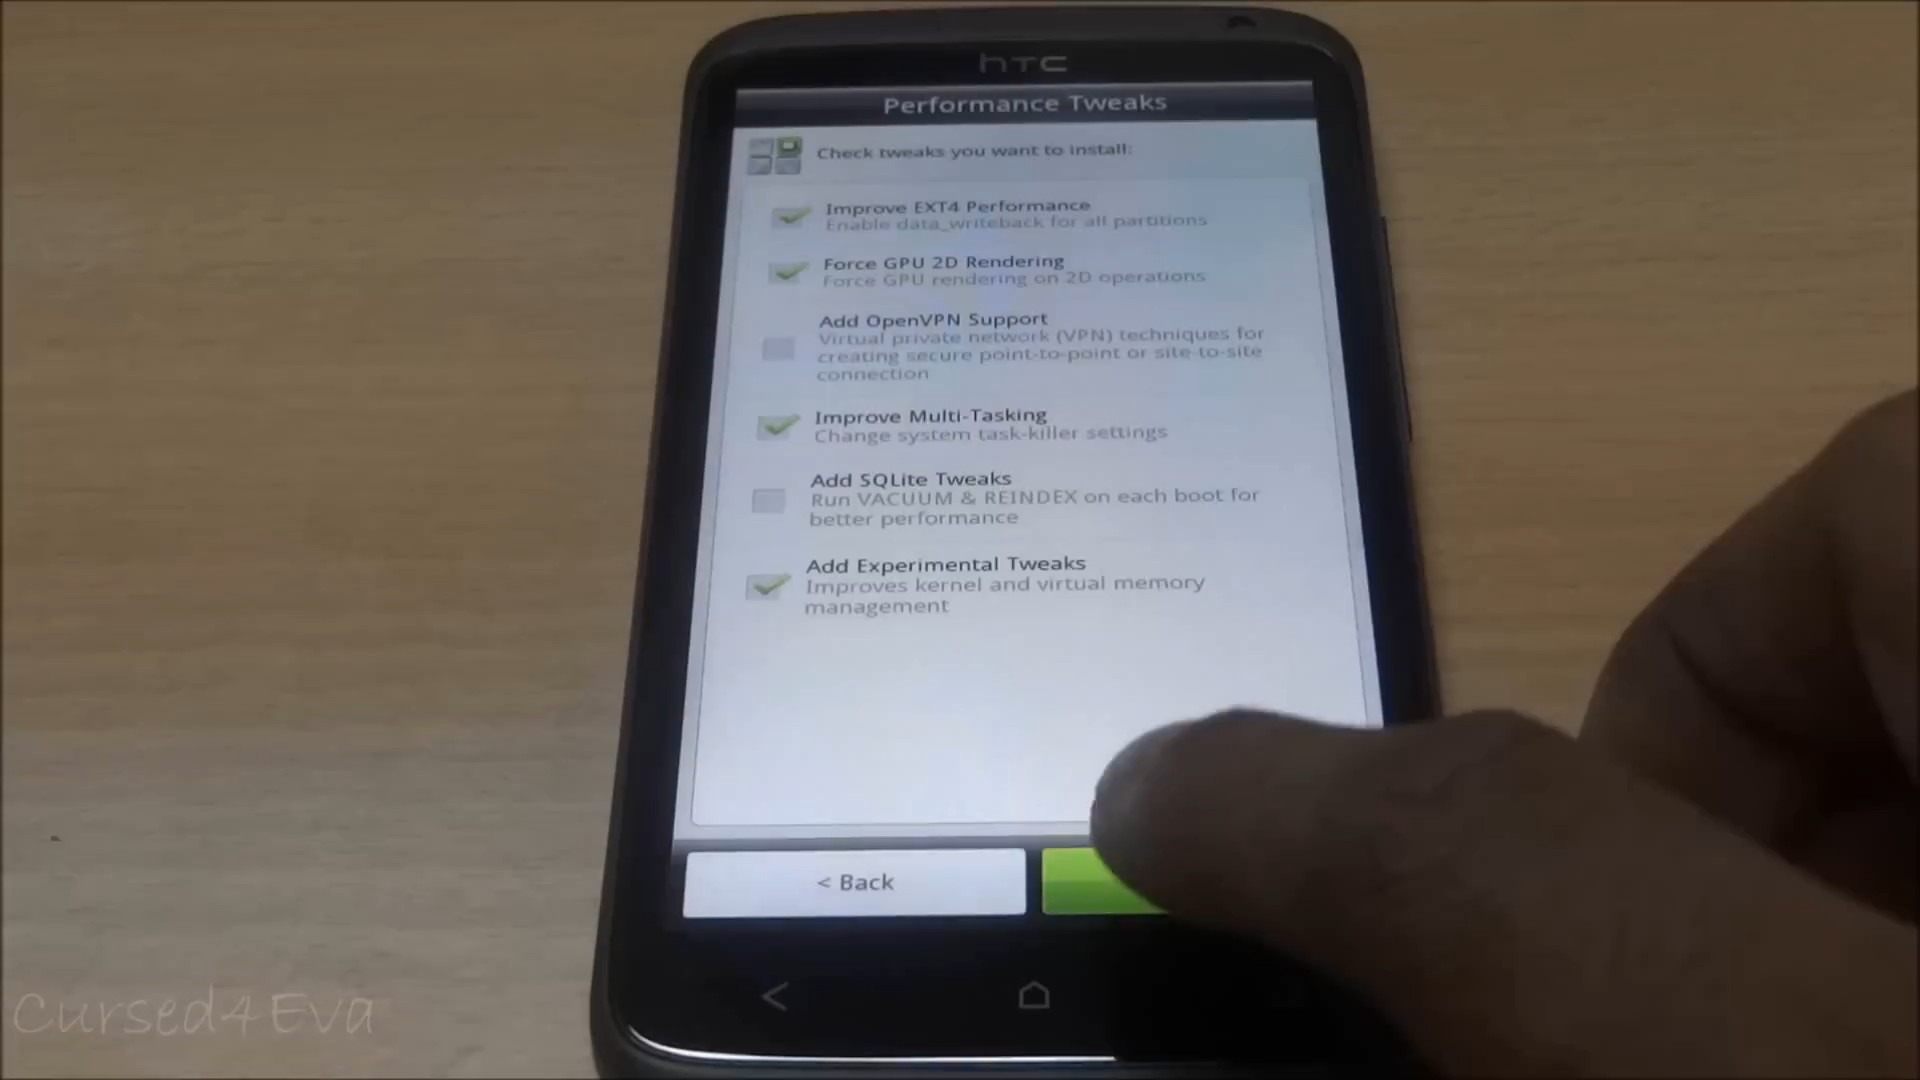 hTC
Performance Tweaks
Check tweaks you want to install:
Improve EXT4 Performance
Enable data_writeback for all partitions
Force GPU 2D Rendering
Force GPU rendering on 2D operations
Add OpenVPN Support
Virtual private network (VPN) techniques for
creating secure point-to-point or site-to-site
connection
Improve Multi-Tasking
Change system task-killer settings
Add SQLite Tweaks
Run VACUUM & REINDEX on each boot for
better performance
Add Experimental Tweaks
Improves kernel and virtual memory
management
< Back
Cursed4Eva